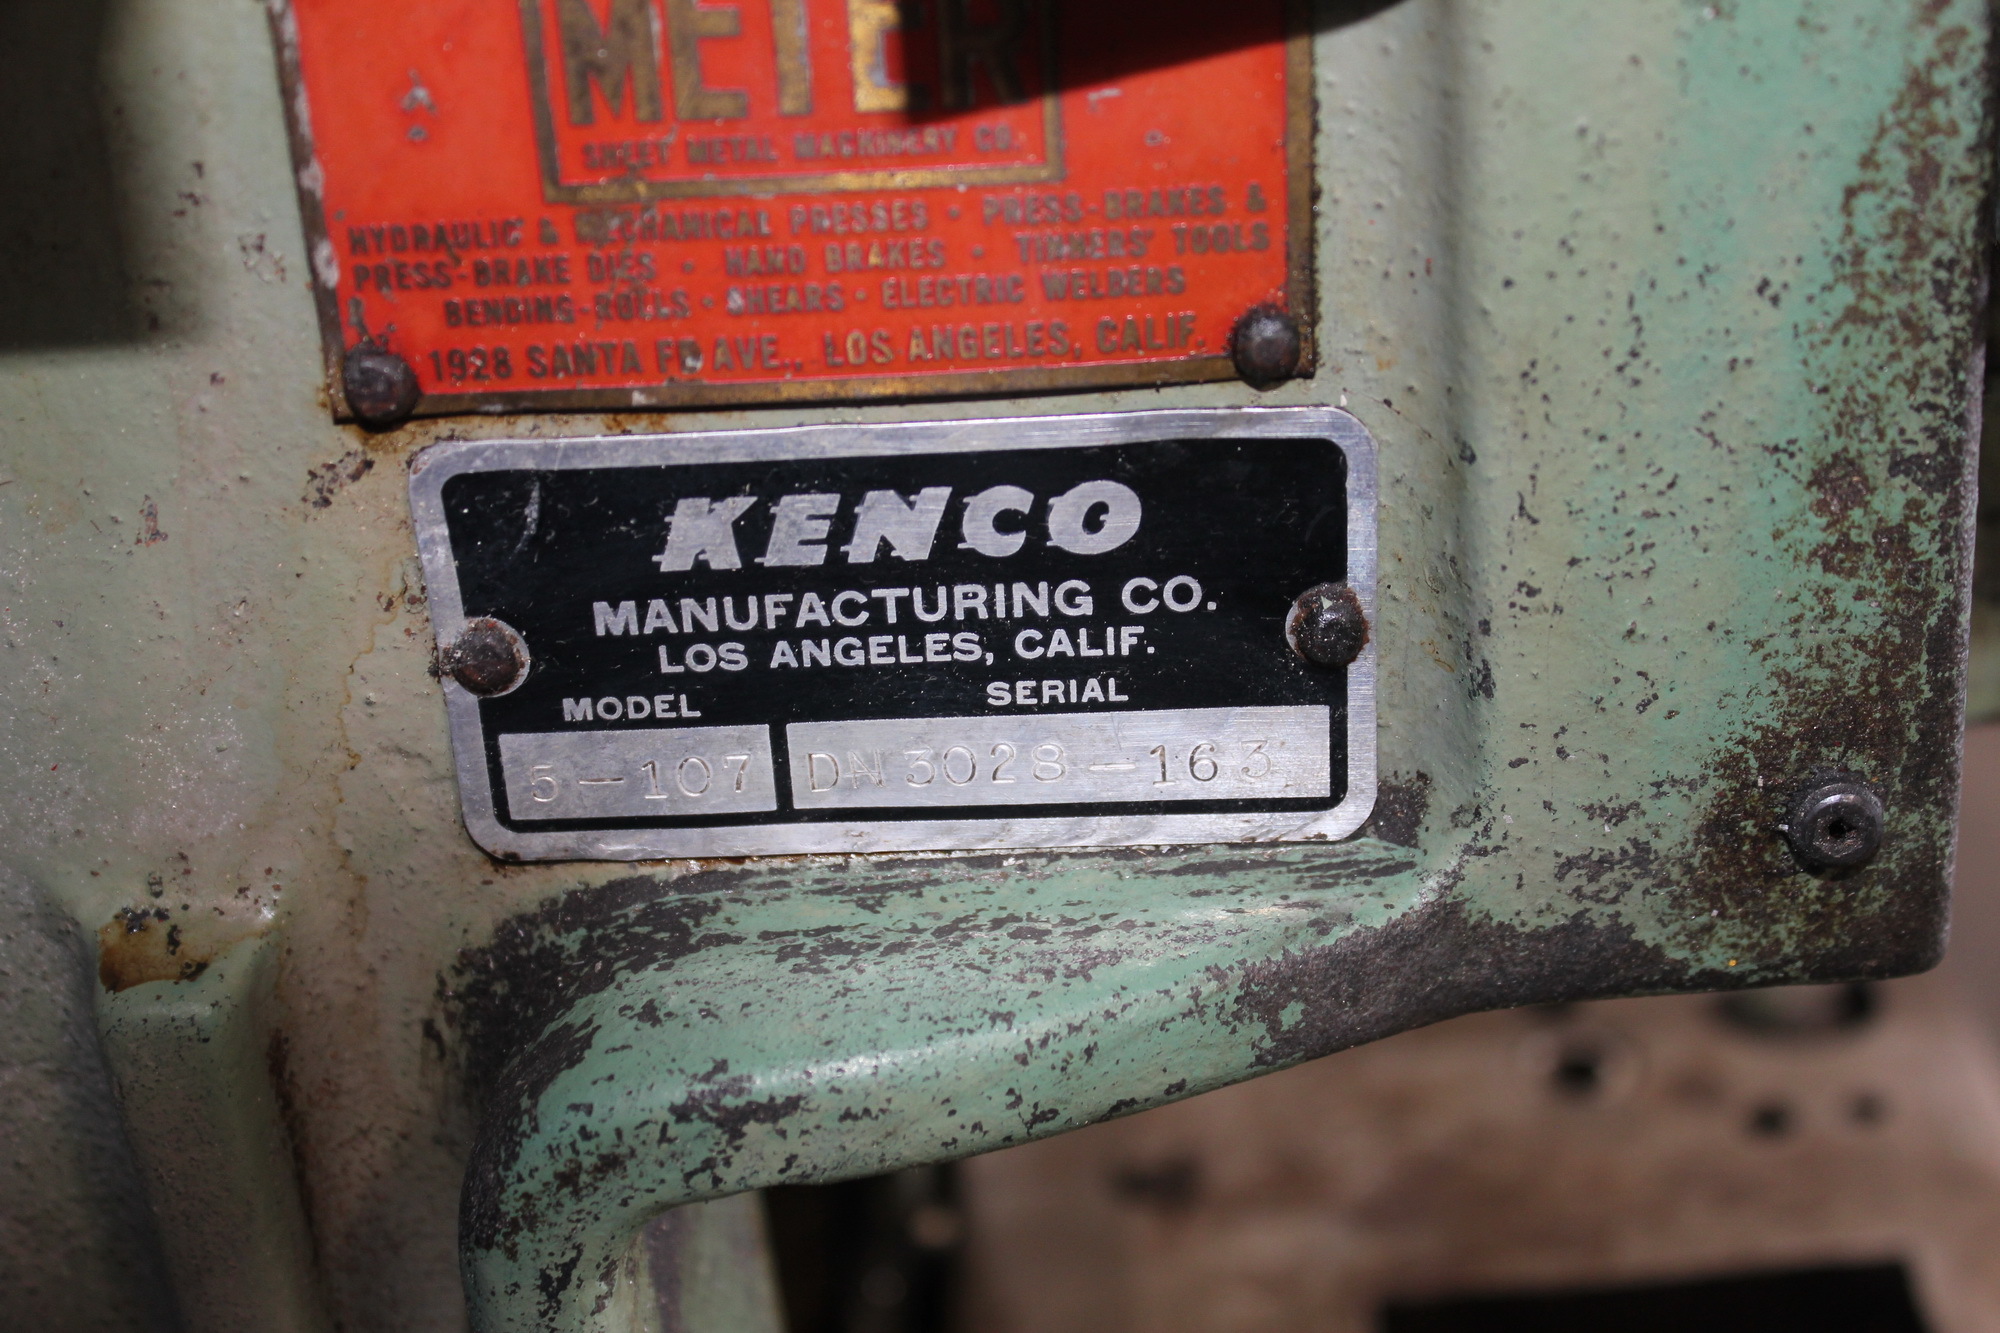 METER
SHEET METAL MACHINERY CO.
HYDRAULIC & MECHANICAL PRESSES · PRESS-BRAKES &
PRESS-BRAKE DIES · HAND BRAKES · TINNERS' TOOLS
BENDING-ROLLS · SHEARS · ELECTRIC WELDERS
1928 SANTA FE AVE., LOS ANGELES, CALIF.
KENCO
MANUFACTURING CO.
LOS ANGELES, CALIF.
MODEL SERIAL
5-107 DN3028-163